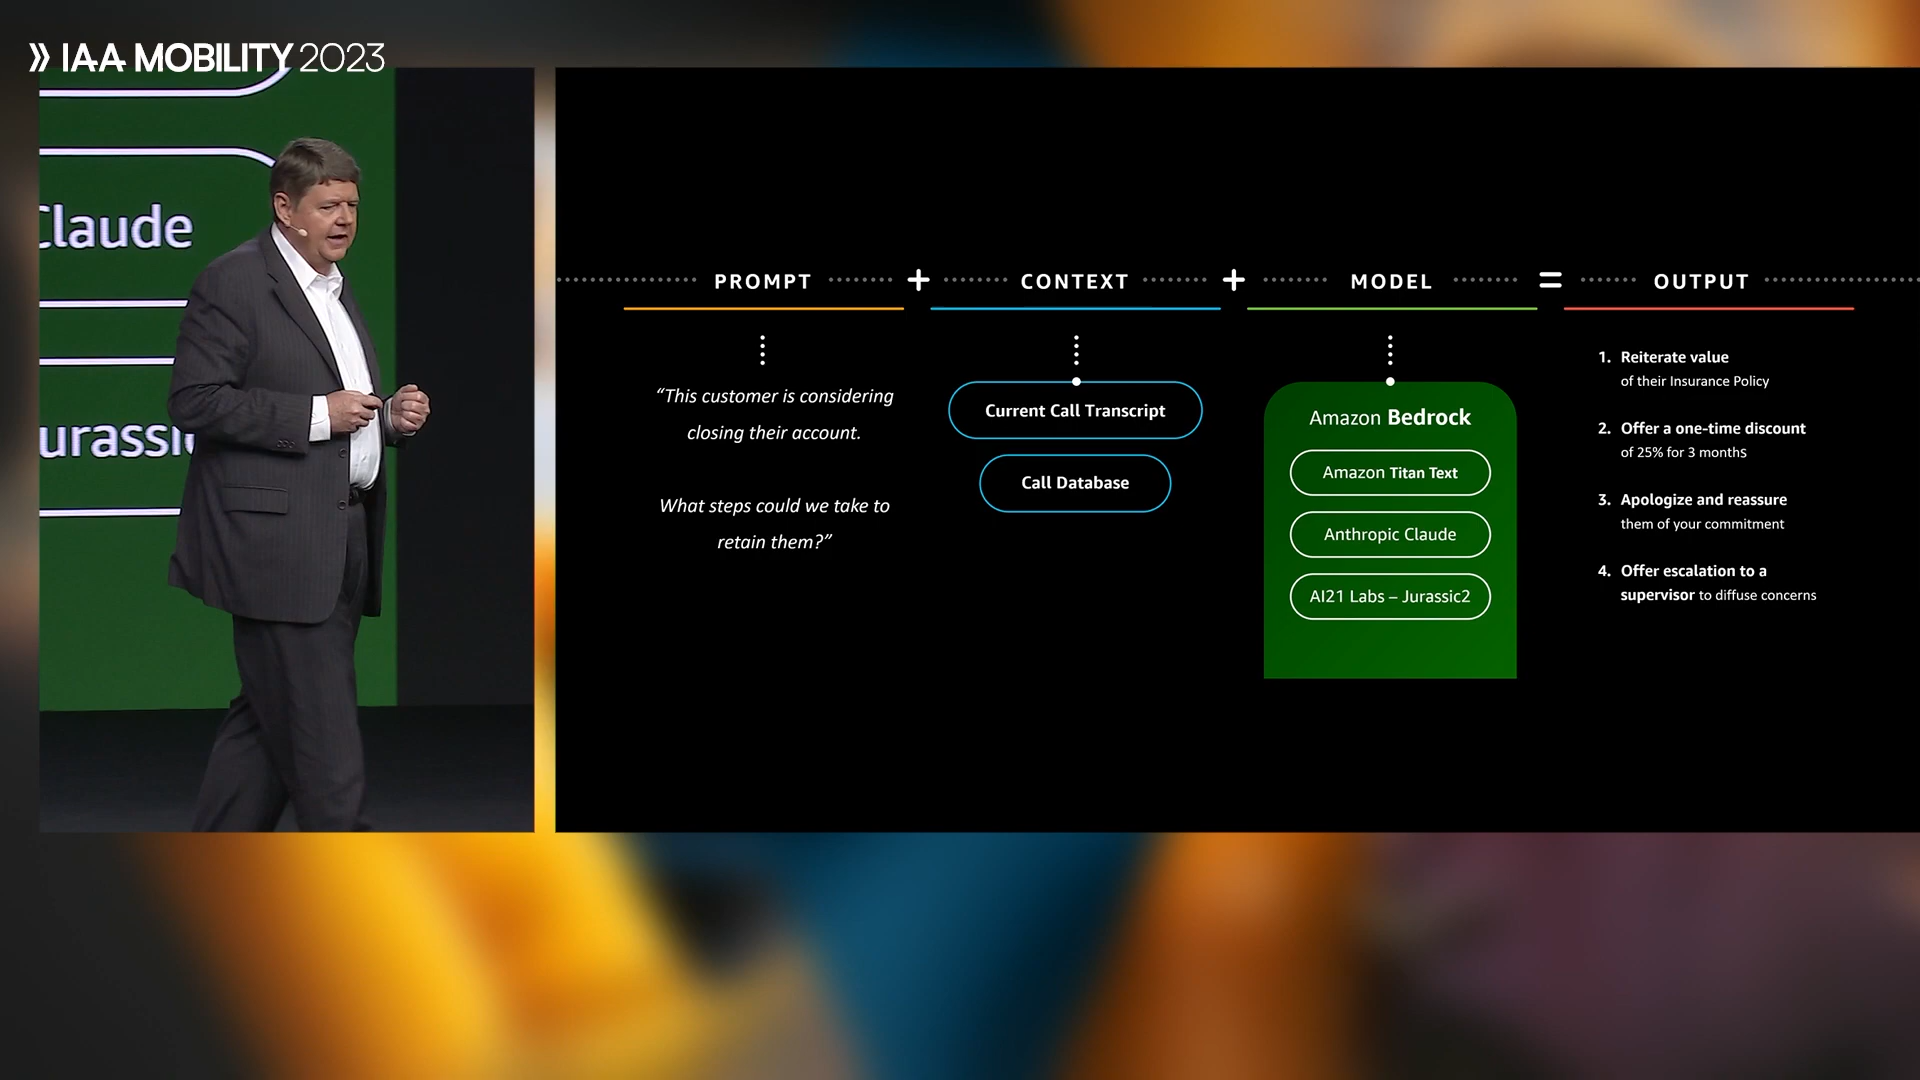 IAA MOBILITY 2023
Claude
Jurassi
PROMPT + CONTEXT + MODEL = OUTPUT
“This customer is considering
closing their account.
What steps could we take to
retain them?”
Current Call Transcript
Call Database
Amazon Bedrock
Amazon Titan Text
Anthropic Claude
AI21 Labs – Jurassic2
1. Reiterate value
of their Insurance Policy
2. Offer a one-time discount
of 25% for 3 months
3. Apologize and reassure
them of your commitment
4. Offer escalation to a
supervisor to diffuse concerns